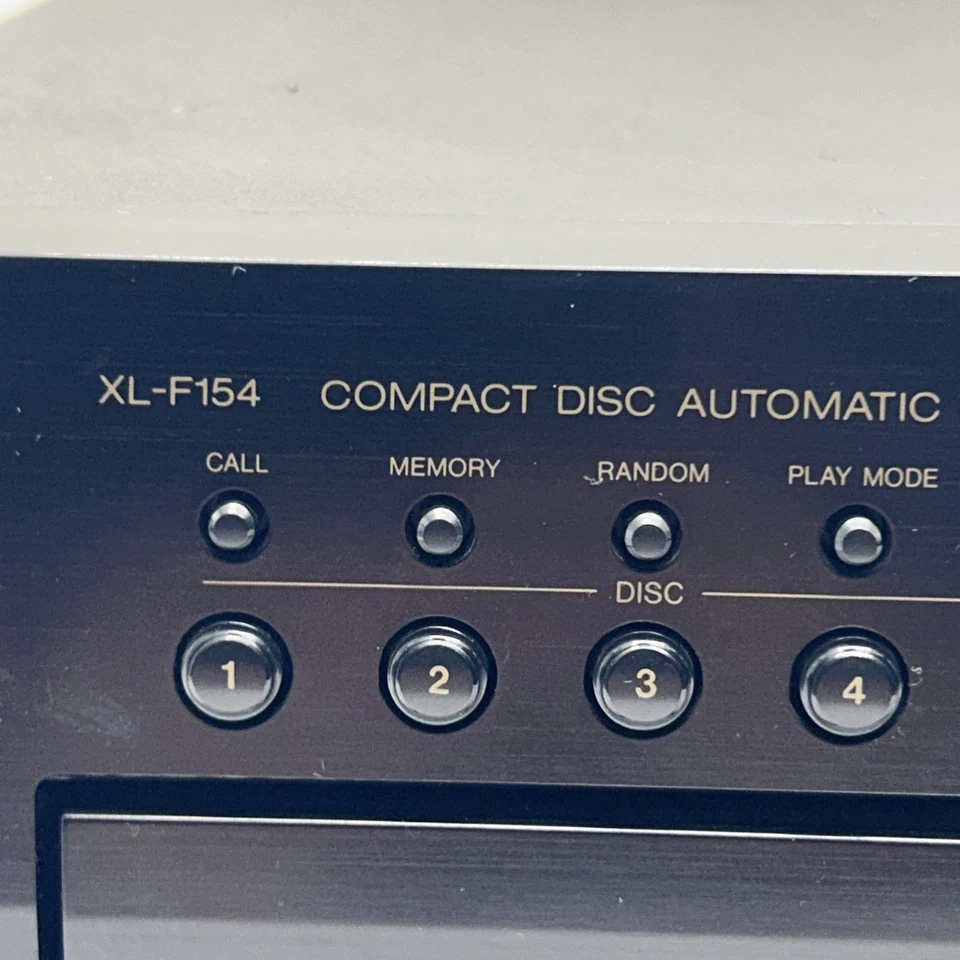 XL-F154 COMPACT DISC AUTOMATIC
CALL MEMORY RANDOM PLAY MODE
DISC
1 2 3 4